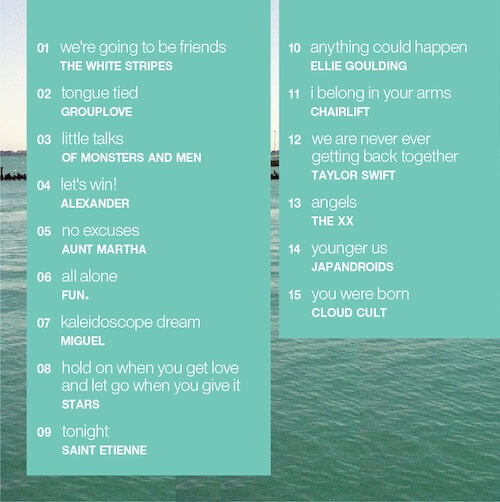 01 we're going to be friends
THE WHITE STRIPES
02 tongue tied
GROUPLOVE
03 little talks
OF MONSTERS AND MEN
04 let's win!
ALEXANDER
05 no excuses
AUNT MARTHA
06 all alone
FUN.
07 kaleidoscope dream
MIGUEL
08 hold on when you get love
and let go when you give it
STARS
09 tonight
SAINT ETIENNE
10 anything could happen
ELLIE GOULDING
11 i belong in your arms
CHAIRLIFT
12 we are never ever
getting back together
TAYLOR SWIFT
13 angels
THE XX
14 younger us
JAPANDROIDS
15 you were born
CLOUD CULT